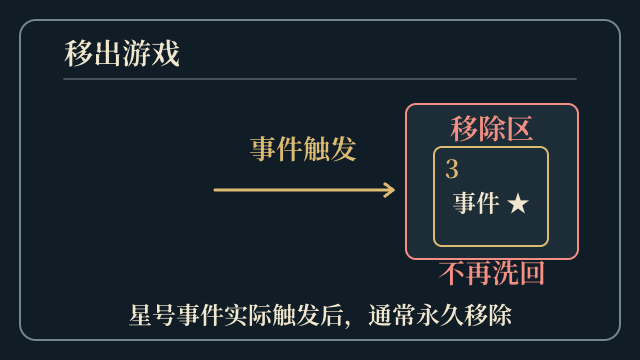 移出游戏
事件触发
移除区
3
事件 ★
不再洗回
星号事件实际触发后，通常永久移除